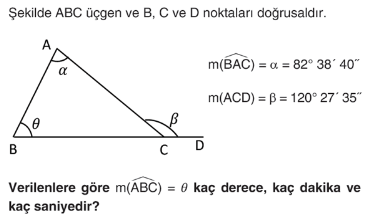 Şekilde ABC üçgen ve B, C ve D noktaları doğrusaldır.
A
α
m(BAC) = α = 82° 38´ 40˝
m(ACD) = β = 120° 27´ 35˝
β
θ
B C D
Verilenlere göre m(ABC) = θ kaç derece, kaç dakika ve
kaç saniyedir?